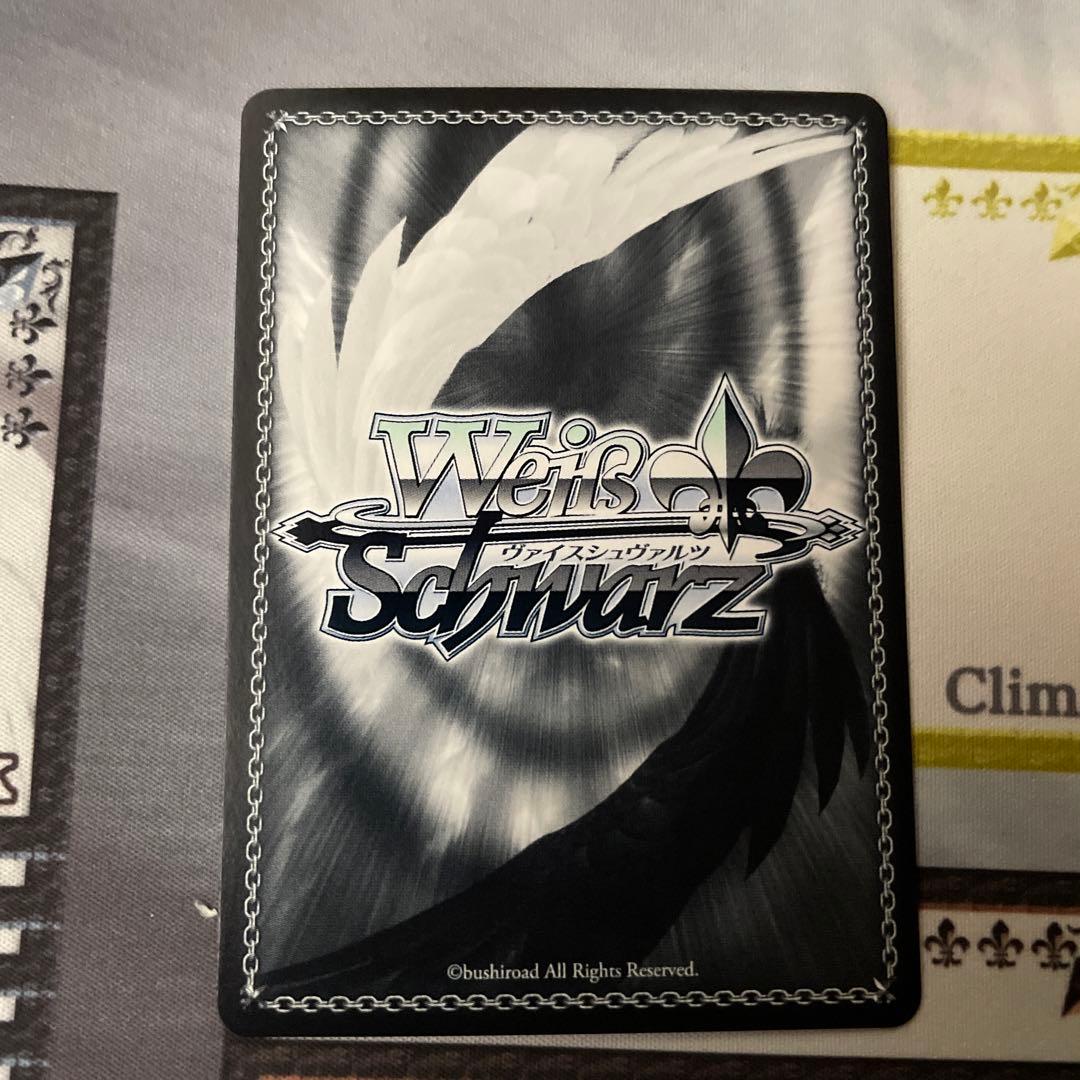 Weiß
ヴァイスシュヴァルツ
Schwarz
Clim
©bushiroad All Rights Reserved.